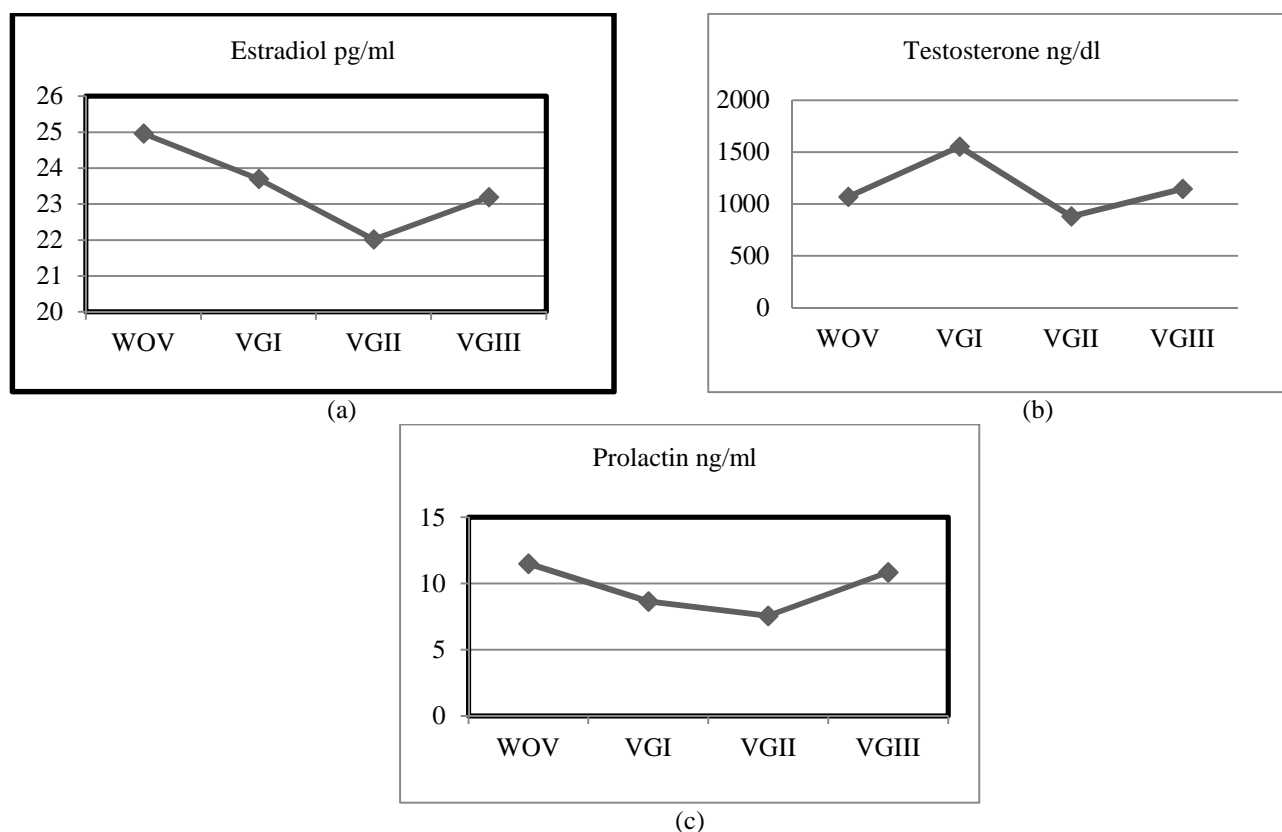 Estradiol pg/ml
26
25
24
23
22
21
20
WOV VGI VGII VGIII
(a)
Testosterone ng/dl
2000
1500
1000
500
0
WOV VGI VGII VGIII
(b)
Prolactin ng/ml
15
10
5
0
WOV VGI VGII VGIII
(c)